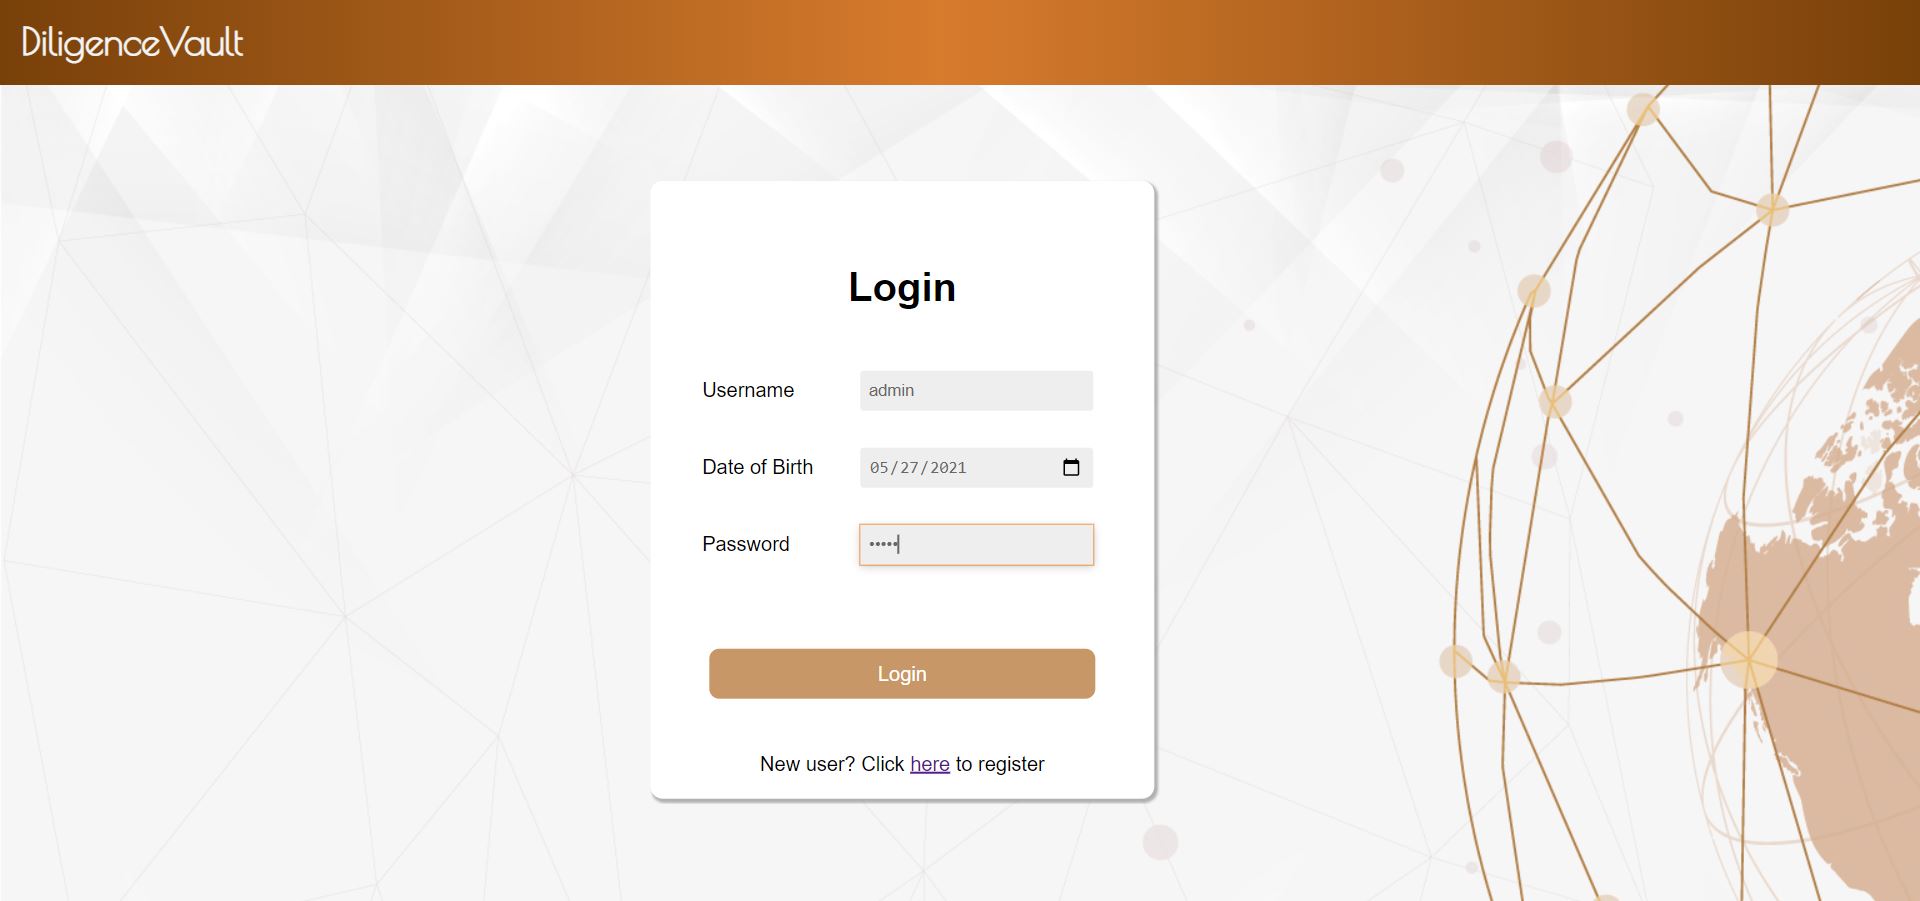 DiligenceVault
Login
Username admin
Date of Birth 05/27/2021
Password •••••
Login
New user? Click here to register